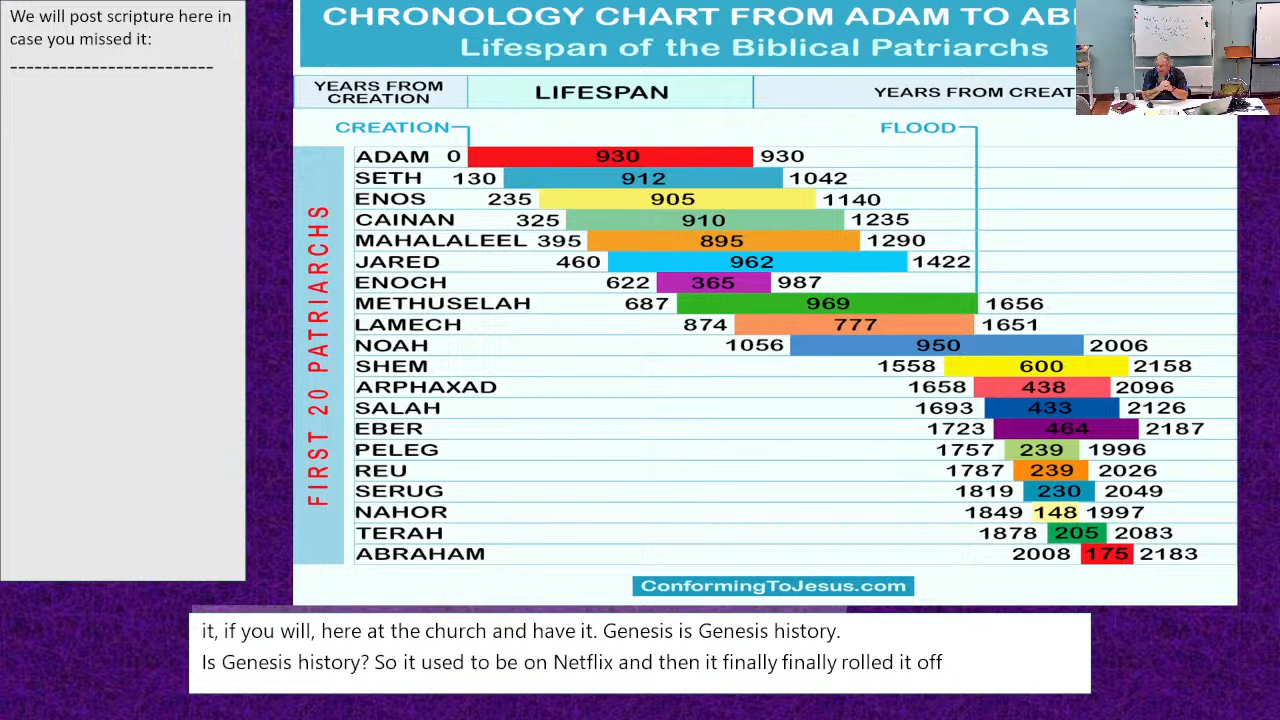 We will post scripture here in
case you missed it:
-------------------------
CHRONOLOGY CHART FROM ADAM TO
Lifespan of the Biblical Patriarchs
YEARS FROM
CREATION
LIFESPAN
YEARS FROM
CREATION FLOOD
FIRST 20 PATRIARCHS
ADAM 0 930 930
SETH 130 912 1042
ENOS 235 905 1140
CAINAN 325 910 1235
MAHALALEEL 395 895 1290
JARED 460 962 1422
ENOCH 622 365 987
METHUSELAH 687 969 1656
LAMECH 874 777 1651
NOAH 1056 950 2006
SHEM 1558 600 2158
ARPHAXAD 1658 438 2096
SALAH 1693 433 2126
EBER 1723 464 2187
PELEG 1757 239 1996
REU 1787 239 2026
SERUG 1819 230 2049
NAHOR 1849 148 1997
TERAH 1878 205 2083
ABRAHAM 2008 175 2183
ConformingToJesus.com
it, if you will, here at the church and have it. Genesis is Genesis history.
Is Genesis history? So it used to be on Netflix and then it finally finally rolled it off